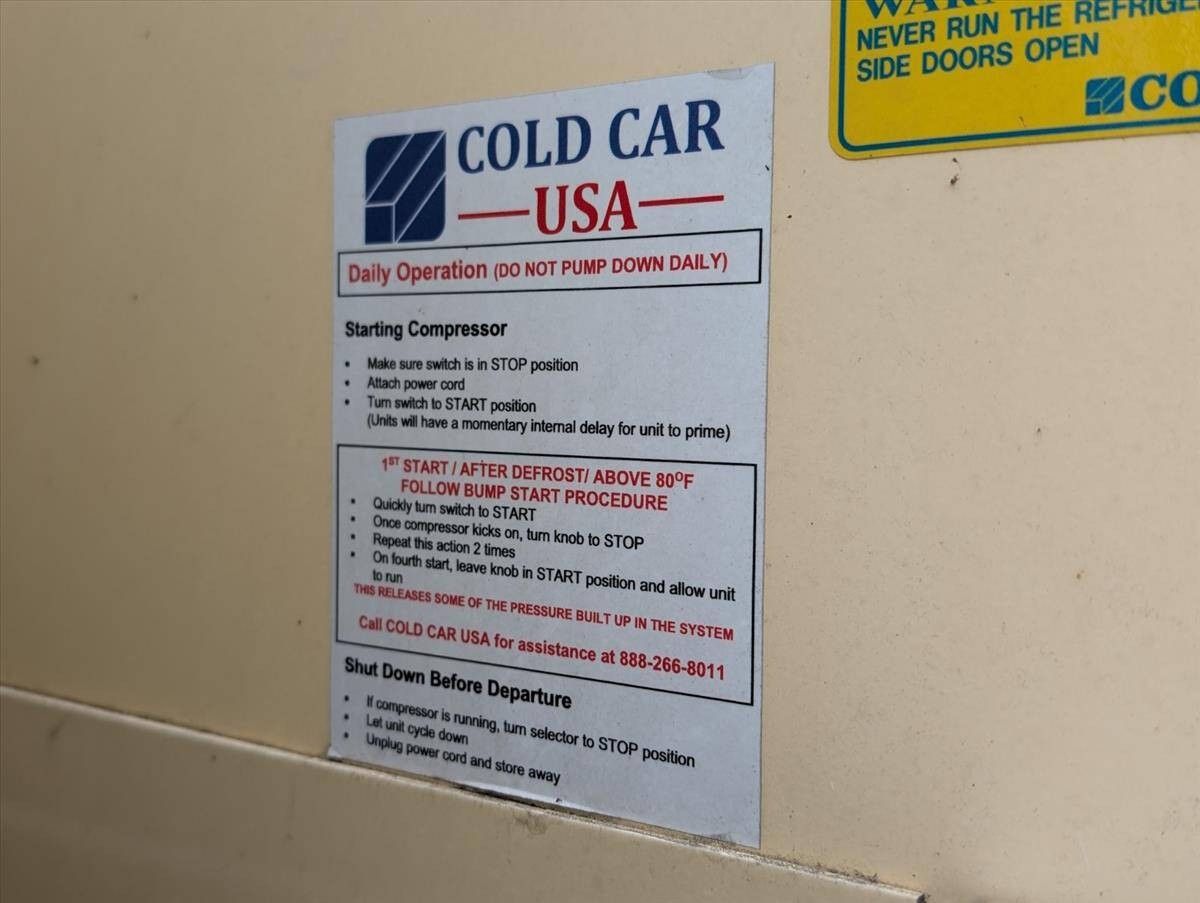 COLD CAR
USA
Daily Operation (DO NOT PUMP DOWN DAILY)
Starting Compressor
• Make sure switch is in STOP position
• Attach power cord
• Turn switch to START position
(Units will have a momentary internal delay for unit to prime)
1ST START / AFTER DEFROST/ ABOVE 80°F
FOLLOW BUMP START PROCEDURE
• Quickly turn switch to START
• Once compressor kicks on, turn knob to STOP
• Repeat this action 2 times
• On fourth start, leave knob in START position and allow unit
to run
THIS RELEASES SOME OF THE PRESSURE BUILT UP IN THE SYSTEM
Call COLD CAR USA for assistance at 888-266-8011
Shut Down Before Departure
• If compressor is running, turn selector to STOP position
• Let unit cycle down
• Unplug power cord and store away
NEVER RUN THE
SIDE DOORS OPEN
CO